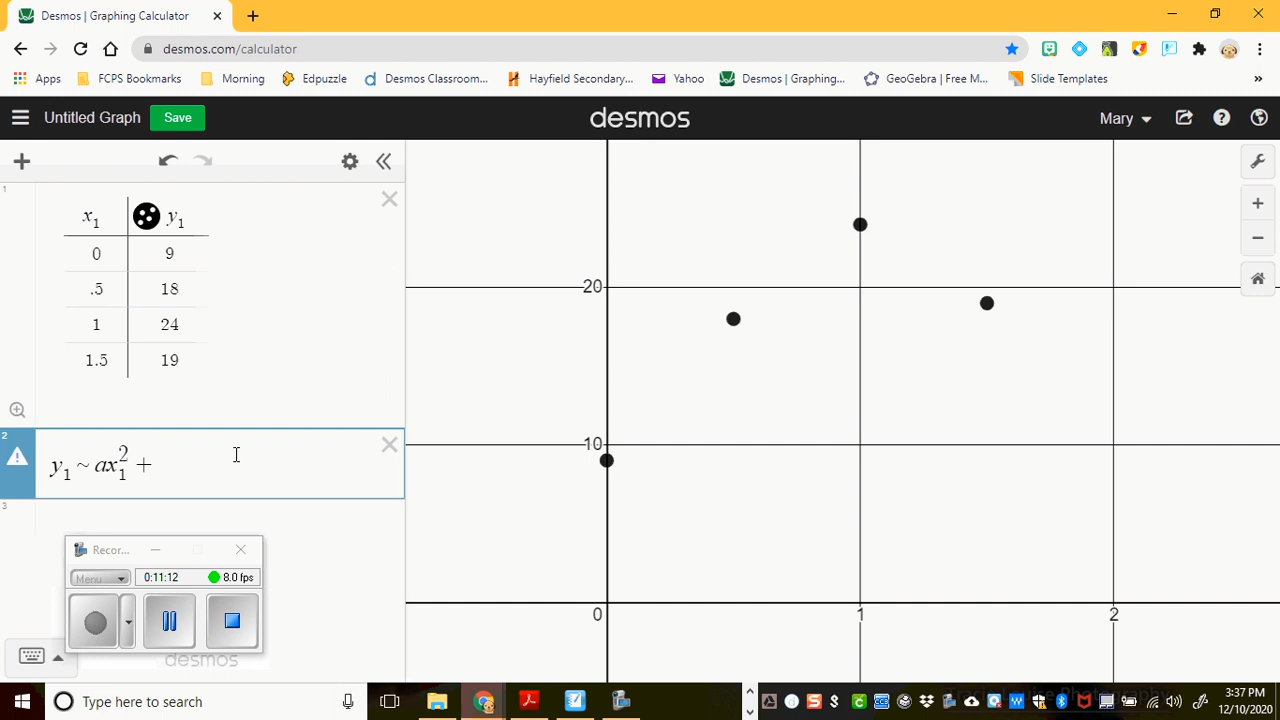 Desmos | Graphing Calculator
desmos.com/calculator
Apps FCPS Bookmarks Morning Edpuzzle Desmos Classroom... Hayfield Secondary... Yahoo Desmos | Graphing... GeoGebra | Free M... Slide Templates »
Untitled Graph Save desmos Mary
1
x₁ y₁
0 9
.5 18
1 24
1.5 19
2
y₁ ~ ax₁² +
3
20
10
0 1 2
Recor...
Menu 0:11:12 8.0 fps
desmos
Type here to search
3:37 PM
12/10/2020